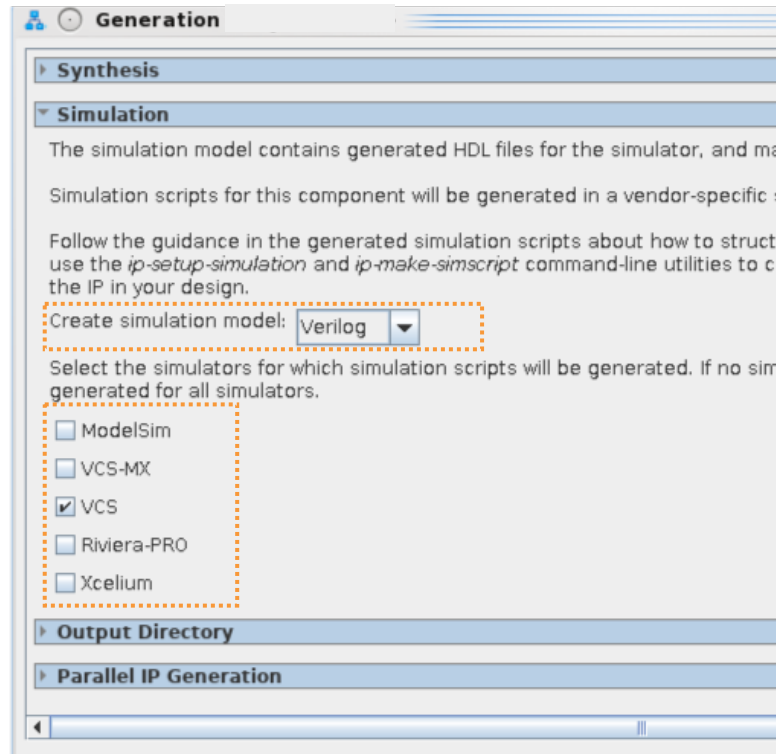 Generation
Synthesis
Simulation
The simulation model contains generated HDL files for the simulator, and ma
Simulation scripts for this component will be generated in a vendor-specific s
Follow the guidance in the generated simulation scripts about how to struct
use the ip-setup-simulation and ip-make-simscript command-line utilities to c
the IP in your design.
Create simulation model: Verilog
Select the simulators for which simulation scripts will be generated. If no sim
generated for all simulators.
ModelSim
VCS-MX
VCS
Riviera-PRO
Xcelium
Output Directory
Parallel IP Generation